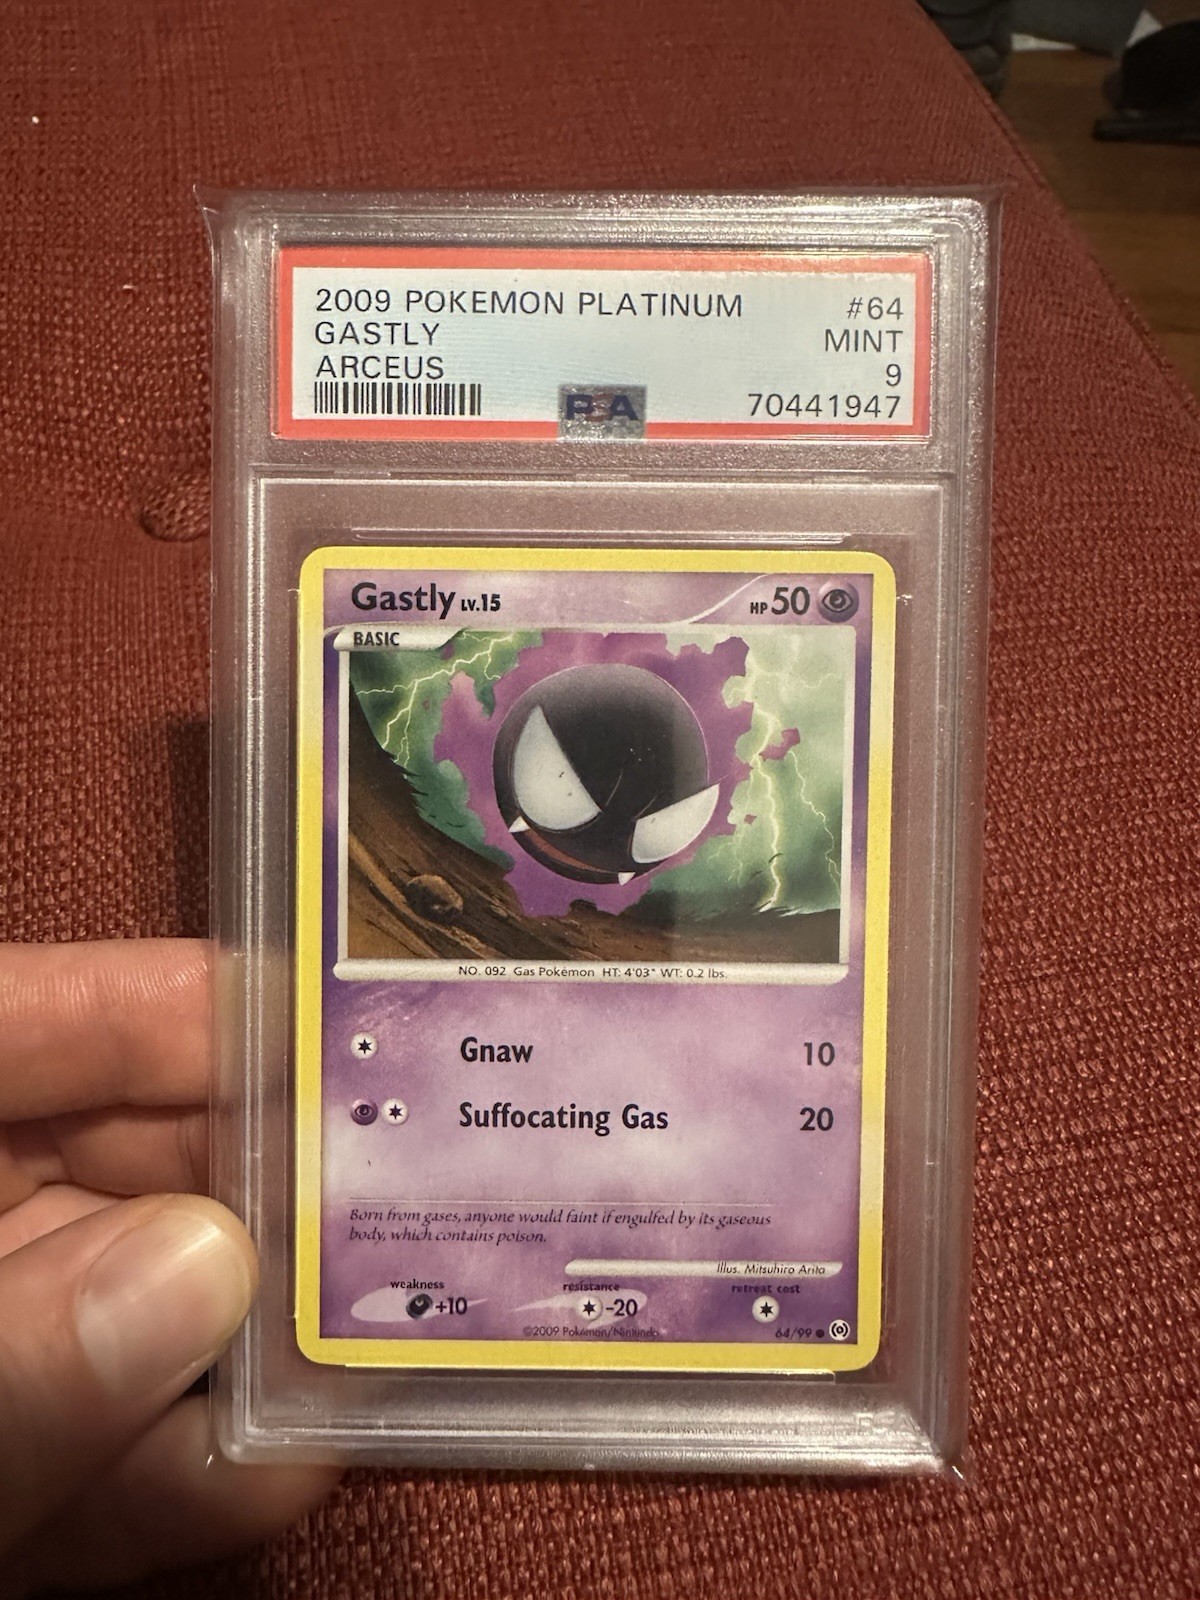 2009 POKEMON PLATINUM #64
GASTLY MINT
ARCEUS 9
PSA 70441947
Gastly LV.15 HP 50
BASIC
NO. 092 Gas Pokémon HT: 4'03" WT: 0.2 lbs.
Gnaw 10
Suffocating Gas 20
Born from gases, anyone would faint if engulfed by its gaseous
body, which contains poison.
Illus. Mitsuhiro Arita
weakness resistance retreat cost
+10 -20
©2009 Pokémon/Nintendo 64/99